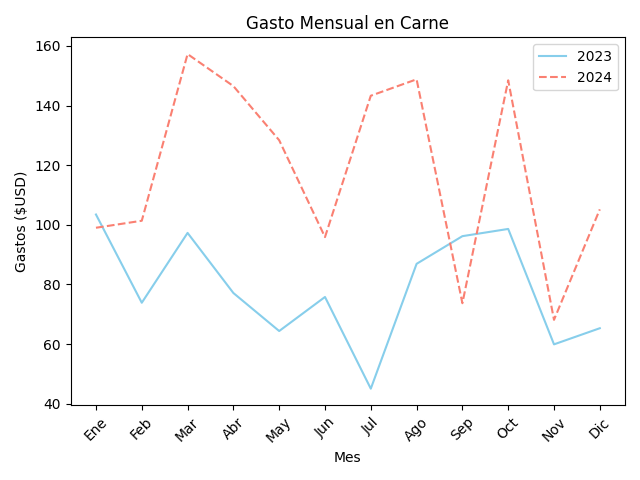 Gasto Mensual en Carne
2023
2024
Gastos ($USD)
160
140
120
100
80
60
40
Ene
Feb
Mar
Abr
May
Jun
Jul
Ago
Sep
Oct
Nov
Dic
Mes